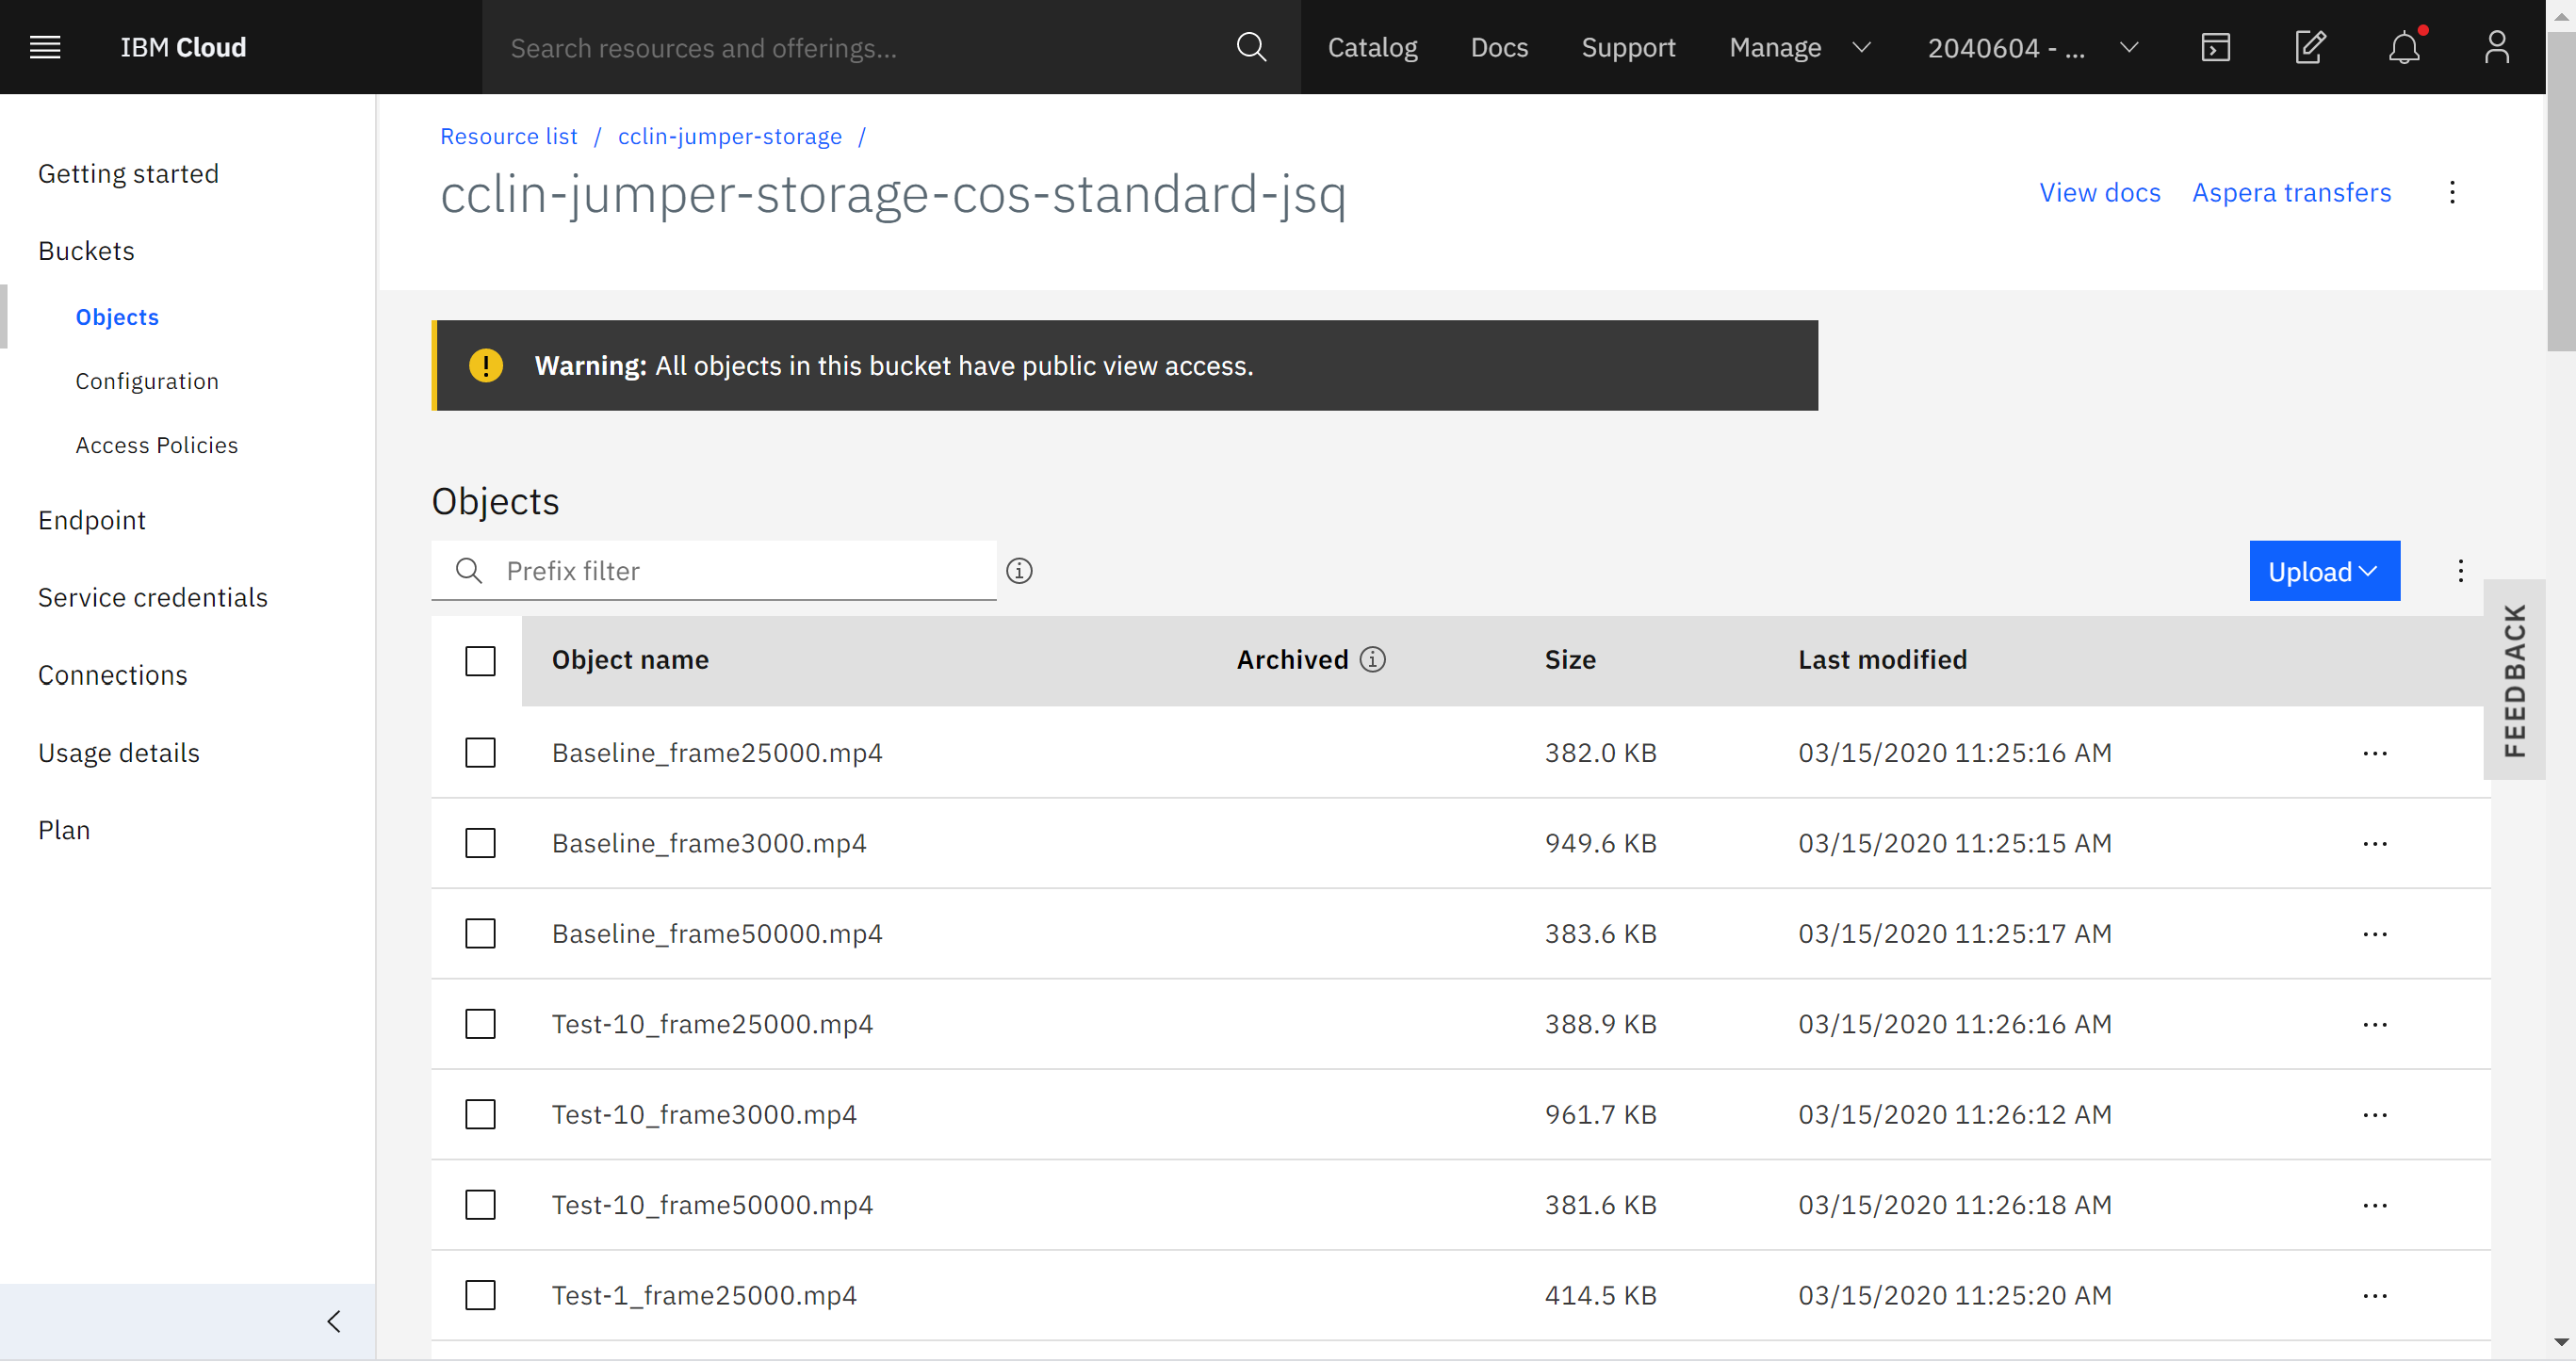 IBM Cloud
Search resources and offerings...
Catalog
Docs
Support
Manage
2040604 - ...
Getting started
Buckets
Objects
Configuration
Access Policies
Endpoint
Service credentials
Connections
Usage details
Plan
Resource list / cclin-jumper-storage /
cclin-jumper-storage-cos-standard-jsq
View docs
Aspera transfers
Warning: All objects in this bucket have public view access.
Objects
Prefix filter
Upload
Object name Archived Size Last modified
Baseline_frame25000.mp4 382.0 KB 03/15/2020 11:25:16 AM
Baseline_frame3000.mp4 949.6 KB 03/15/2020 11:25:15 AM
Baseline_frame50000.mp4 383.6 KB 03/15/2020 11:25:17 AM
Test-10_frame25000.mp4 388.9 KB 03/15/2020 11:26:16 AM
Test-10_frame3000.mp4 961.7 KB 03/15/2020 11:26:12 AM
Test-10_frame50000.mp4 381.6 KB 03/15/2020 11:26:18 AM
Test-1_frame25000.mp4 414.5 KB 03/15/2020 11:25:20 AM
FEEDBACK